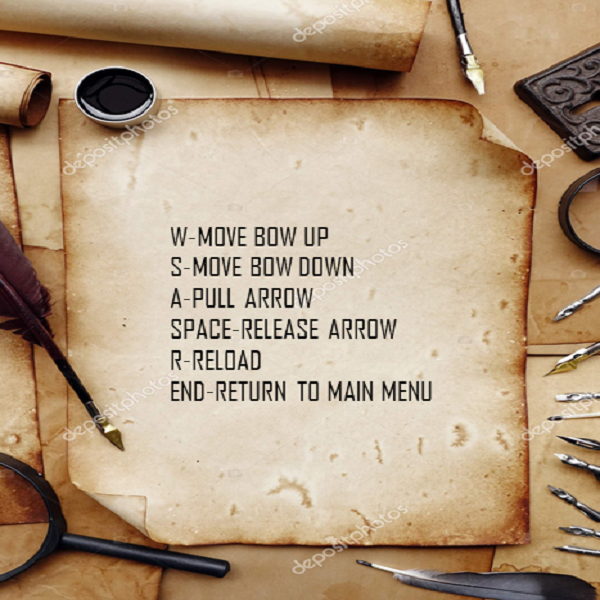 depositphotos
depositphotos
depositphotos
depositphotos
W-MOVE BOW UP
S-MOVE BOW DOWN
A-PULL ARROW
SPACE-RELEASE ARROW
R-RELOAD
END-RETURN TO MAIN MENU
depositphotos
depositphotos
depositphotos